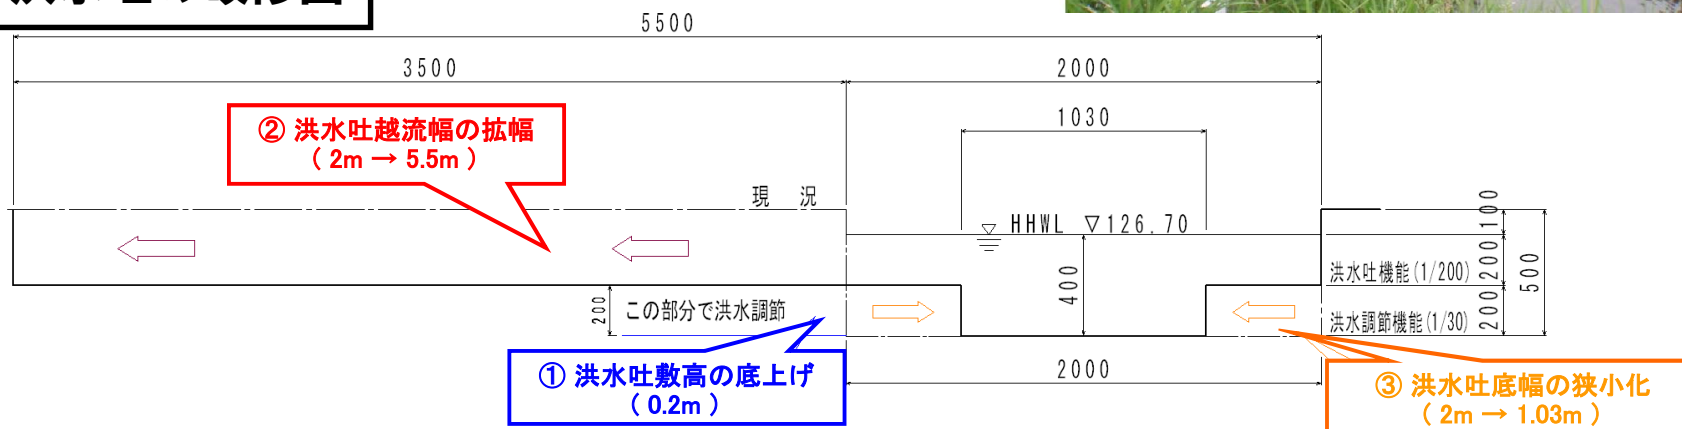 5500
3500
2000
② 洪水吐越流幅の拡幅
( 2m → 5.5m )
1030
現 況
HHWL ▽126.70
100
200
200
500
400
洪水吐機能(1/200)
洪水調節機能(1/30)
200
この部分で洪水調節
① 洪水吐敷高の底上げ
( 0.2m )
2000
③ 洪水吐底幅の狭小化
( 2m → 1.03m )